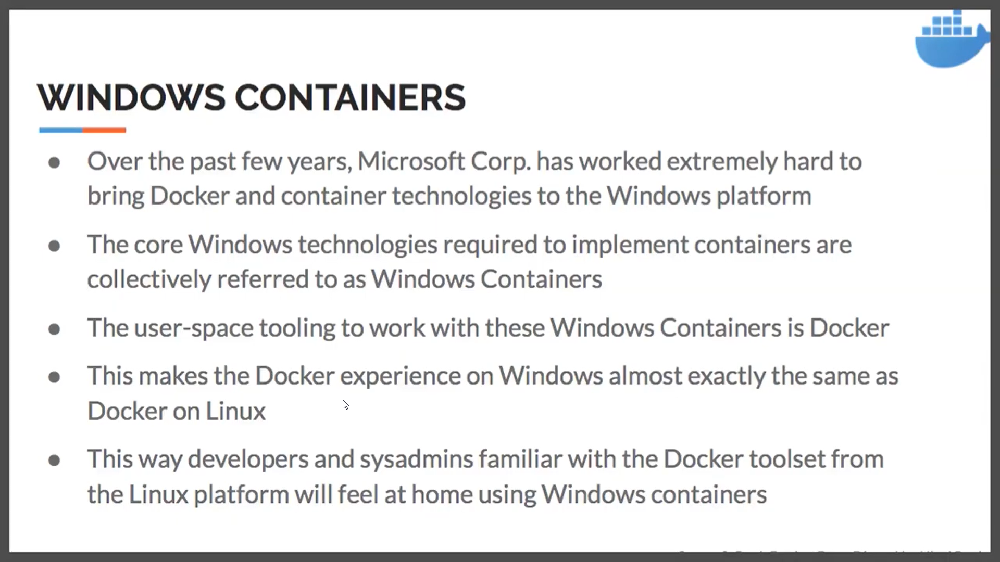 WINDOWS CONTAINERS
● Over the past few years, Microsoft Corp. has worked extremely hard to
bring Docker and container technologies to the Windows platform
● The core Windows technologies required to implement containers are
collectively referred to as Windows Containers
● The user-space tooling to work with these Windows Containers is Docker
● This makes the Docker experience on Windows almost exactly the same as
Docker on Linux
● This way developers and sysadmins familiar with the Docker toolset from
the Linux platform will feel at home using Windows containers